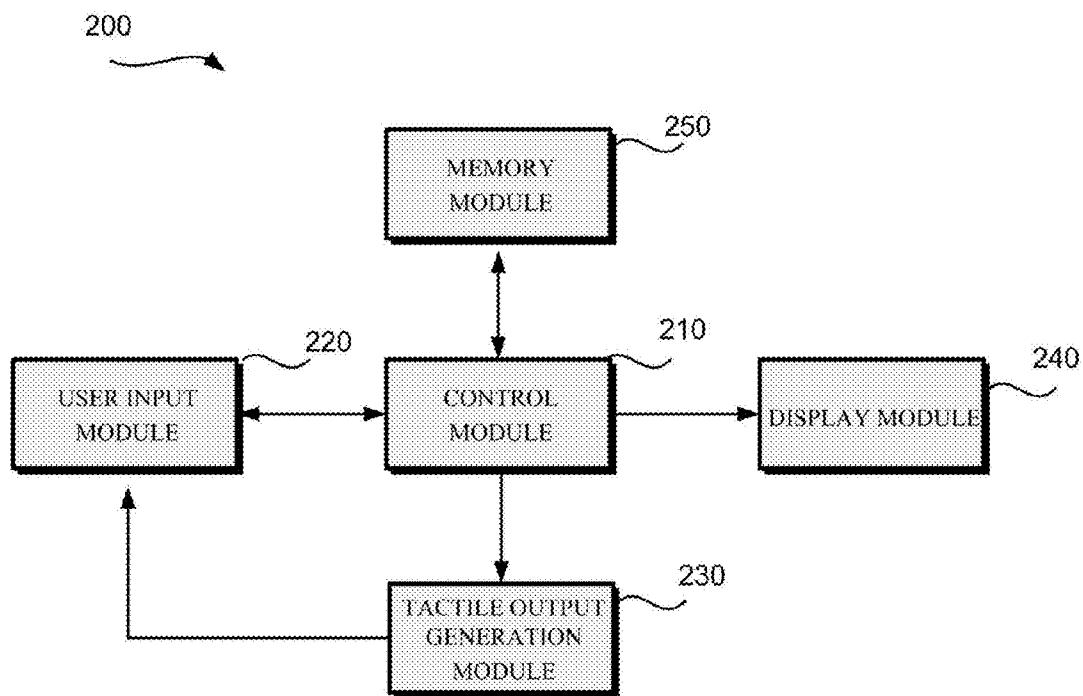 200
250
MEMORY
MODULE
220
210
240
USER INPUT
MODULE
CONTROL
MODULE
DISPLAY MODULE
230
TACTILE OUTPUT
GENERATION
MODULE